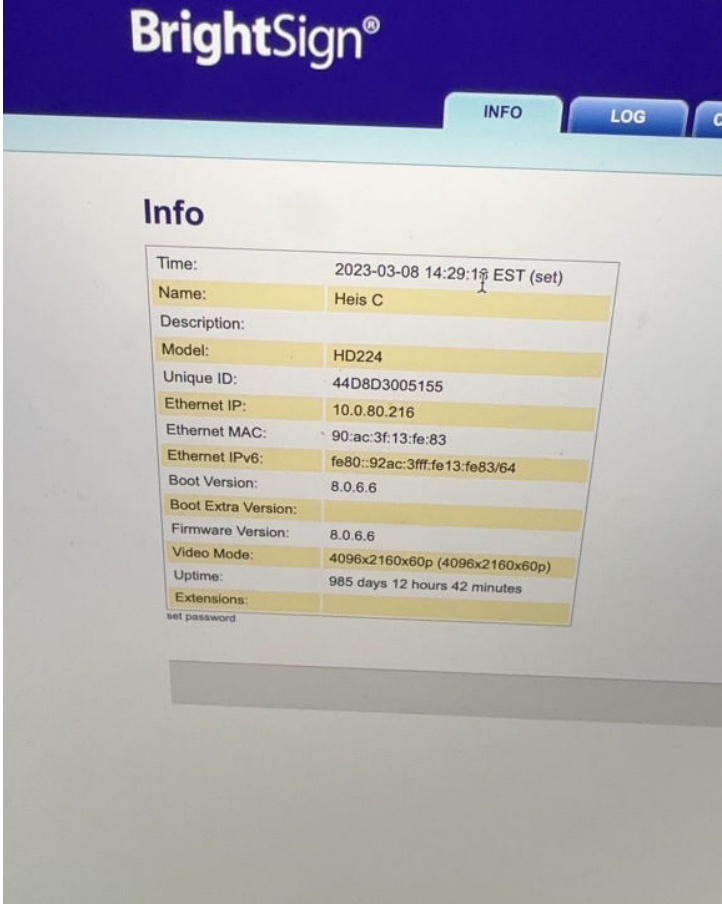 BrightSign®
INFO LOG
Info
Time: 2023-03-08 14:29:18 EST (set)
Name: Heis C
Description:
Model: HD224
Unique ID: 44D8D3005155
Ethernet IP: 10.0.80.216
Ethernet MAC: 90:ac:3f:13:fe:83
Ethernet IPv6: fe80::92ac:3fff:fe13:fe83/64
Boot Version: 8.0.6.6
Boot Extra Version:
Firmware Version: 8.0.6.6
Video Mode: 4096x2160x60p (4096x2160x60p)
Uptime: 985 days 12 hours 42 minutes
Extensions:
set password